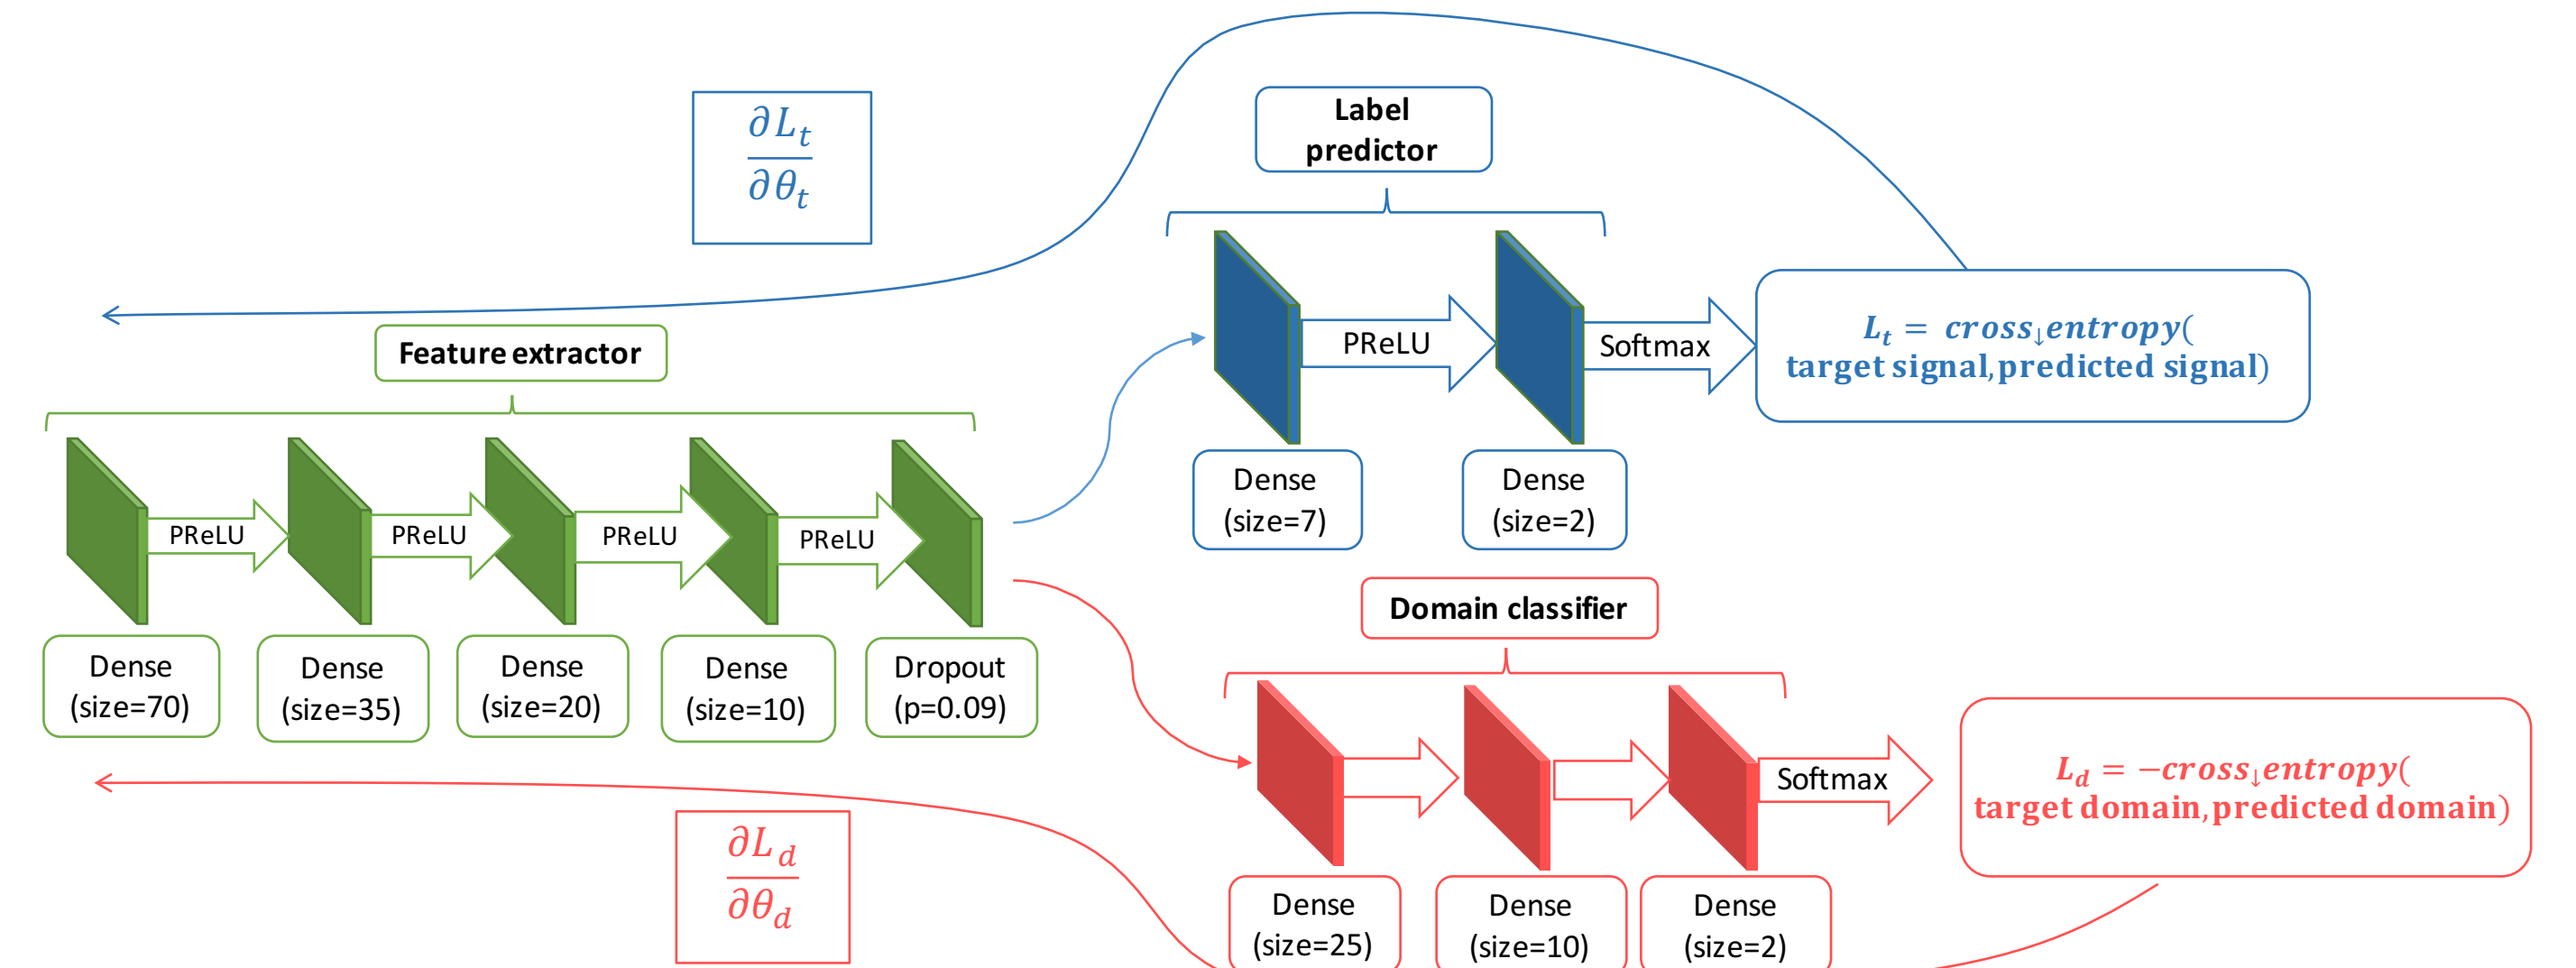 ∂L_t
∂θ_t
Label
predictor
Feature extractor
PReLU
Softmax
L_t = cross↓entropy(
target signal,predicted signal)
PReLU
PReLU
PReLU
PReLU
Dense
(size=7)
Dense
(size=2)
Domain classifier
Dense
(size=70)
Dense
(size=35)
Dense
(size=20)
Dense
(size=10)
Dropout
(p=0.09)
Softmax
L_d = −cross↓entropy(
target domain,predicted domain)
∂L_d
∂θ_d
Dense
(size=25)
Dense
(size=10)
Dense
(size=2)